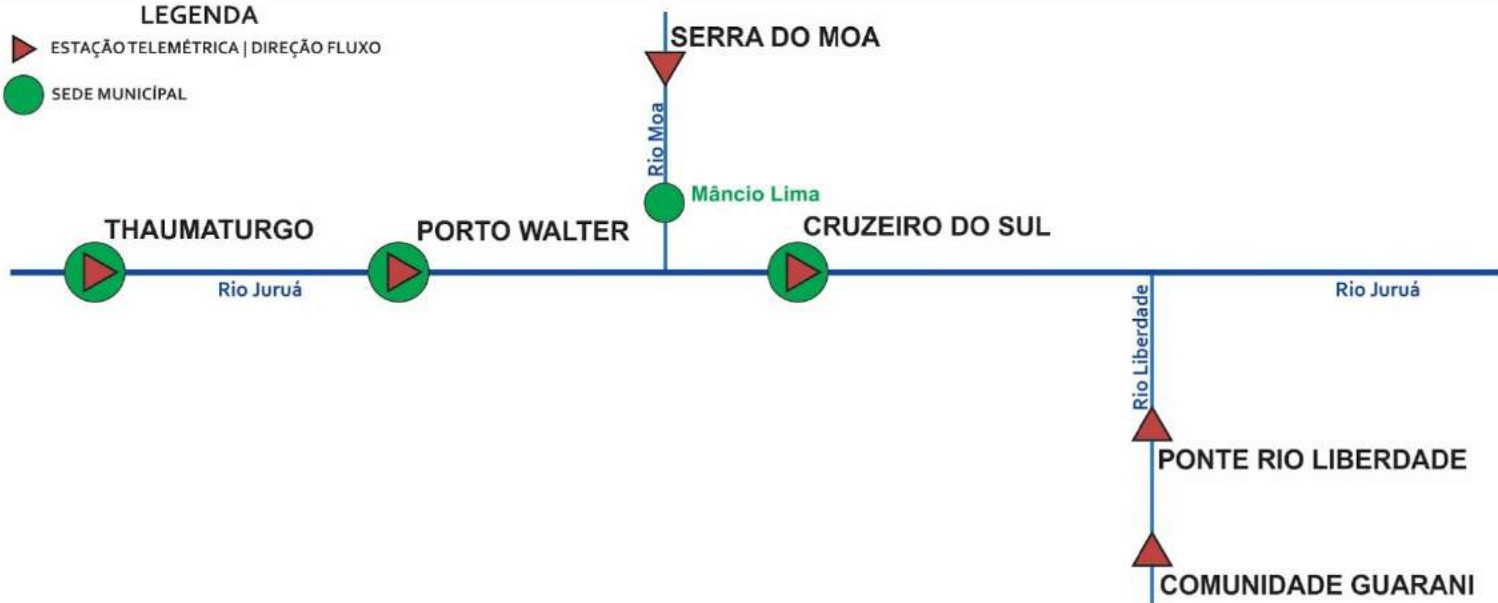 LEGENDA
ESTAÇÃO TELEMÉTRICA | DIREÇÃO FLUXO
SEDE MUNICÍPAL
SERRA DO MOA
Rio Moa
Mâncio Lima
THAUMATURGO
PORTO WALTER
CRUZEIRO DO SUL
Rio Juruá
Rio Juruá
Rio Liberdade
PONTE RIO LIBERDADE
COMUNIDADE GUARANI